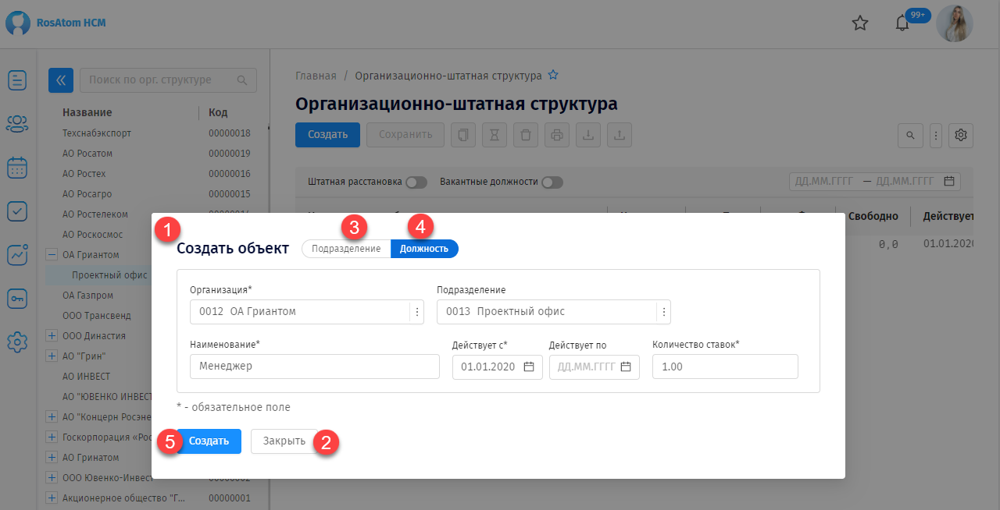 RosAtom HCM
99+
Поиск по орг. структуре
Название Код
Технабэкспорт 00000018
АО Росатом 00000019
АО Ростех 00000016
АО Росагро 00000015
АО Ростелеком
АО Роскосмос
ОА Гриантом
Проектный офис
ОА Газпром
ООО Трансвенд
ООО Династия
АО "Грин"
АО ИНВЕСТ
АО "ЮВЕНКО ИНВЕСТ
АО "Концерн Росэне
Госкорпорация «Рос
АО Гринатом
ООО Ювенко-Инвест 00000002
Акционерное общество "Г... 00000001
Главная / Организационно-штатная структура
Организационно-штатная структура
Создать Сохранить
Штатная расстановка Вакантные должности ДД.ММ.ГГГГ — ДД.ММ.ГГГГ
Свободно Действует
0,0 01.01.202
1 3 4
Создать объект Подразделение Должность
Организация* Подразделение
0012 ОА Гриантом 0013 Проектный офис
Наименование* Действует с* Действует по Количество ставок*
Менеджер 01.01.2020 ДД.ММ.ГГГГ 1.00
* - обязательное поле
5 Создать Закрыть 2